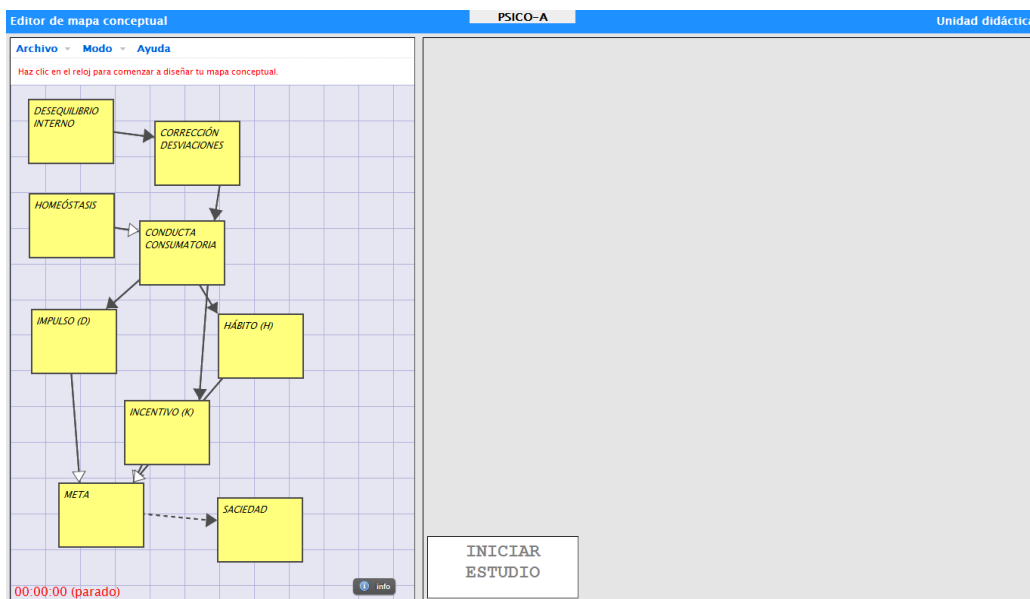 Editor de mapa conceptual
PSICO-A
Unidad didáctica
Archivo Modo Ayuda
Haz clic en el reloj para comenzar a diseñar tu mapa conceptual.
DESEQUILIBRIO
INTERNO
CORRECCIÓN
DESVIACIONES
HOMEÓSTASIS
CONDUCTA
CONSUMATORIA
IMPULSO (D)
HÁBITO (H)
INCENTIVO (K)
META
SACIEDAD
INICIAR
ESTUDIO
00:00:00 (parado)
info